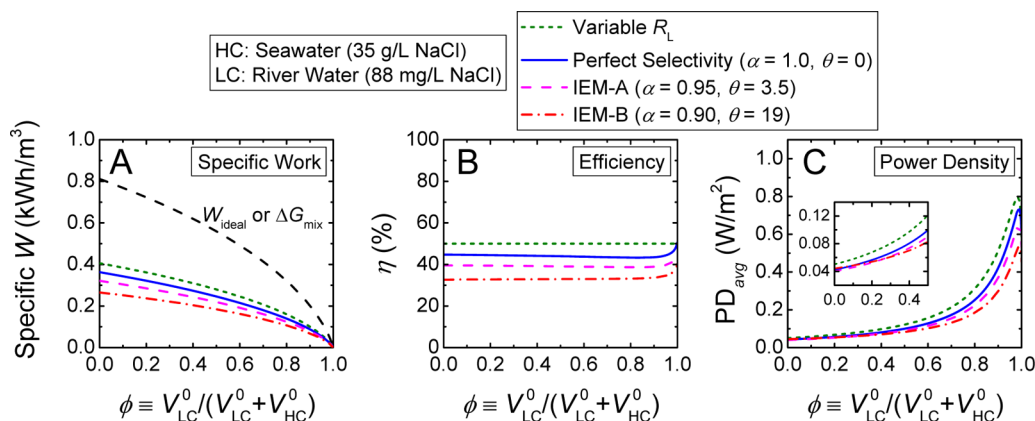 HC: Seawater (35 g/L NaCl)
LC: River Water (88 mg/L NaCl)
Variable R_L
Perfect Selectivity (α = 1.0, θ = 0)
IEM-A (α = 0.95, θ = 3.5)
IEM-B (α = 0.90, θ = 19)
A
Specific Work
W_ideal or ΔG_mix
Specific W (kWh/m³)
1.0
0.8
0.6
0.4
0.2
0.0
0.0 0.2 0.4 0.6 0.8 1.0
ϕ ≡ V⁰_LC/(V⁰_LC+V⁰_HC)
B
Efficiency
η (%)
100
80
60
40
20
0
0.0 0.2 0.4 0.6 0.8 1.0
ϕ ≡ V⁰_LC/(V⁰_LC+V⁰_HC)
C
Power Density
PD_avg (W/m²)
1.0
0.8
0.6
0.4
0.2
0.0
0.12
0.08
0.04
0.0 0.2 0.4
0.0 0.2 0.4 0.6 0.8 1.0
ϕ ≡ V⁰_LC/(V⁰_LC+V⁰_HC)